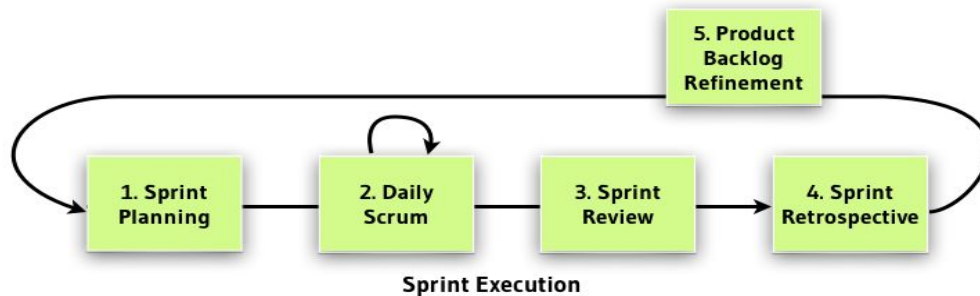 5. Product
Backlog
Refinement
1. Sprint
Planning
2. Daily
Scrum
3. Sprint
Review
4. Sprint
Retrospective
Sprint Execution